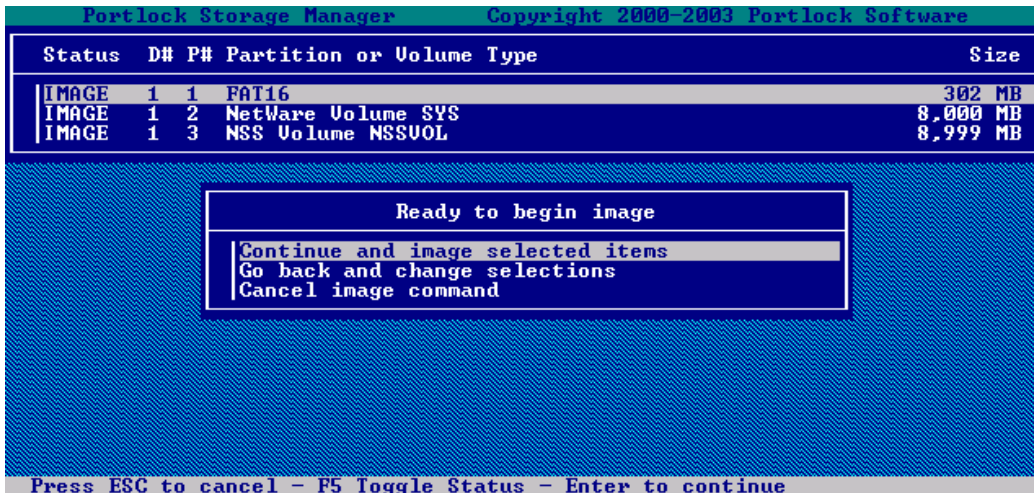 Portlock Storage Manager Copyright 2000-2003 Portlock Software
Status D# P# Partition or Volume Type Size
IMAGE 1 1 FAT16 302 MB
IMAGE 1 2 NetWare Volume SYS 8,000 MB
IMAGE 1 3 NSS Volume NSSVOL 8,999 MB
Ready to begin image
Continue and image selected items
Go back and change selections
Cancel image command
Press ESC to cancel - F5 Toggle Status - Enter to continue